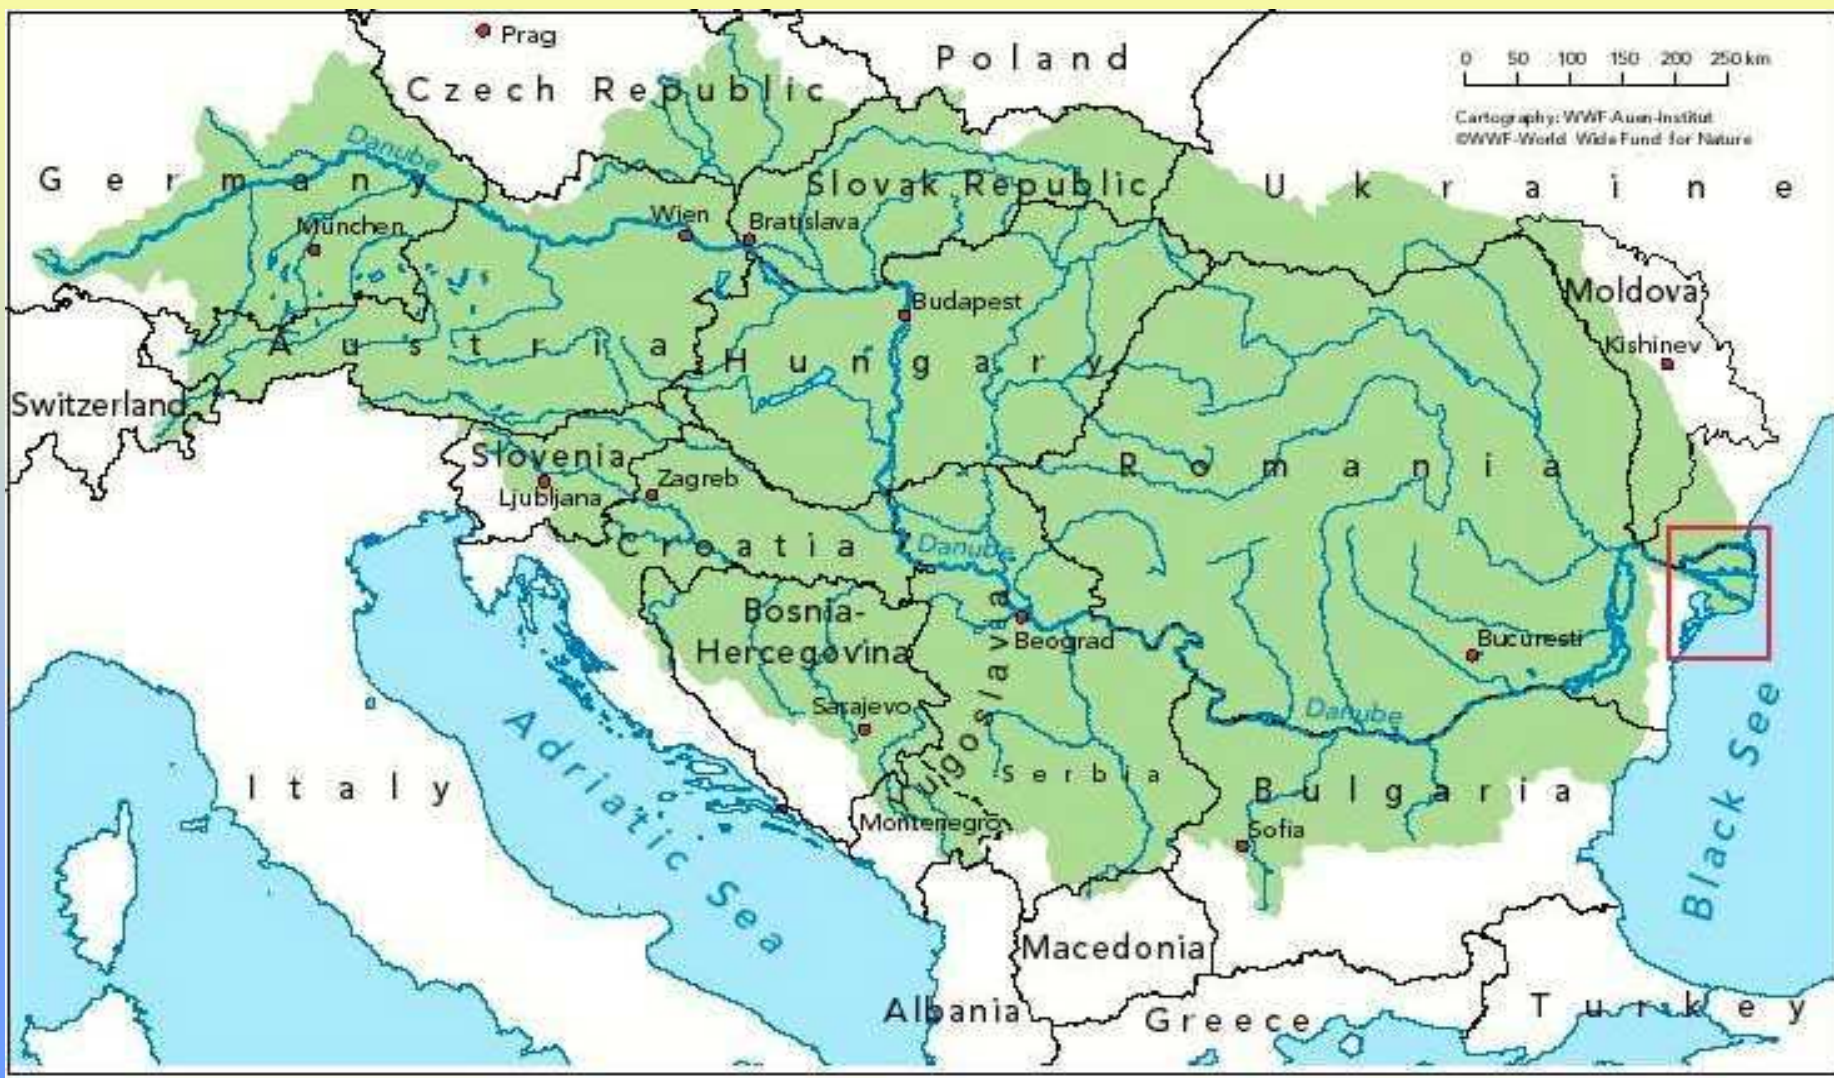 Prag
Poland
Czech Republic
0 50 100 150 200 250 km
Cartography: WWF-Auen-Institut
©WWF-World Wide Fund for Nature
Danube
Germany
Slovak Republic
Ukraine
München
Wien
Bratislava
Moldova
Budapest
Kishinev
Austria
Hungary
Switzerland
Slovenia
Romania
Zagreb
Ljubljana
Croatia
Danube
Bosnia-
Hercegovina
Beograd
Bucuresti
Yugoslavia
Sarajevo
Danube
Adriatic Sea
Black See
Serbia
Italy
Bulgaria
Montenegro
Sofia
Macedonia
Albania
Greece
Turkey